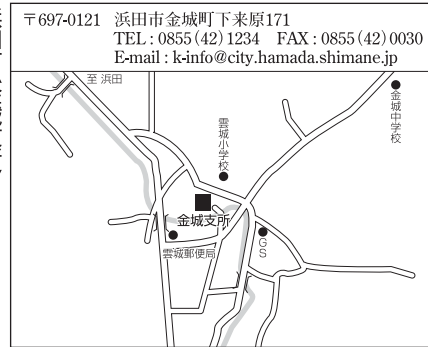 〒697-0121 浜田市金城町下来原171
TEL : 0855(42)1234 FAX : 0855(42)0030
E-mail : k-info@city.hamada.shimane.jp
至 浜田
金城中学校
雲城小学校
金城支所
雲城郵便局
GS